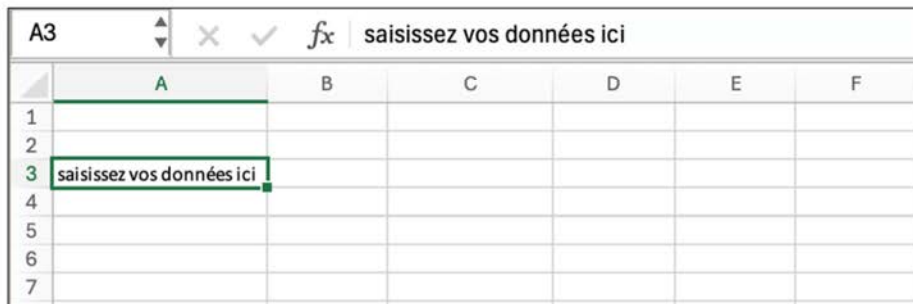 A3 fx saisissez vos données ici
A B C D E F
1
2
3 saisissez vos données ici
4
5
6
7